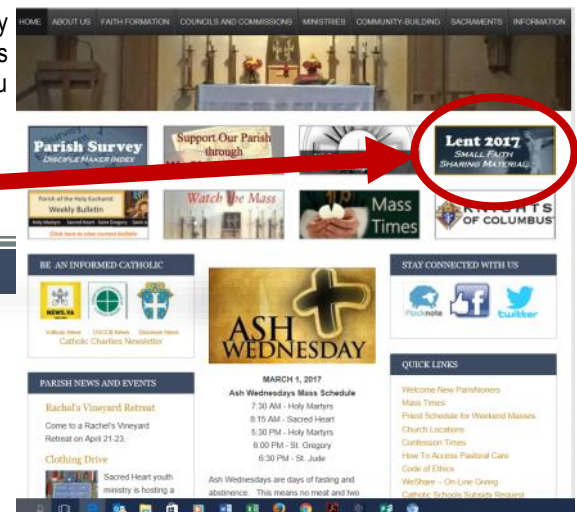 y
s
u
HOME ABOUT US FAITH FORMATION COUNCILS AND COMMISSIONS MINISTRIES COMMUNITY-BUILDING SACRAMENTS INFORMATION
Parish Survey
DISCIPLE MAKER INDEX
Support Our Parish
through
Lent 2017
SMALL FAITH
SHARING MATERIAL
Parish of the Holy Eucharist
Weekly Bulletin
Holy Martyrs Sacred Heart Saint Gregory
Click here to view current bulletin
Watch the Mass
Mass
Times
KNIGHTS
OF COLUMBUS
BE AN INFORMED CATHOLIC
NEWS.VA
Vatican News USCCB News Diocesan News
Catholic Charities Newsletter
PARISH NEWS AND EVENTS
Rachel's Vineyard Retreat
Come to a Rachel's Vineyard
Retreat on April 21-23.
Clothing Drive
Sacred Heart youth
ministry is hosting a
ASH
WEDNESDAY
MARCH 1, 2017
Ash Wednesdays Mass Schedule
7:30 AM - Holy Martyrs
8:15 AM - Sacred Heart
5:30 PM - Holy Martyrs
6:00 PM - St. Gregory
6:30 PM - St. Jude
Ash Wednesdays are days of fasting and
abstinence. This means no meat and two
STAY CONNECTED WITH US
flocknote
twitter
QUICK LINKS
Welcome New Parishioners
Mass Times
Priest Schedule for Weekend Masses
Church Locations
Confession Times
How To Access Pastoral Care
Code of Ethics
WeShare - On-Line Giving
Catholic Schools Subsidy Request